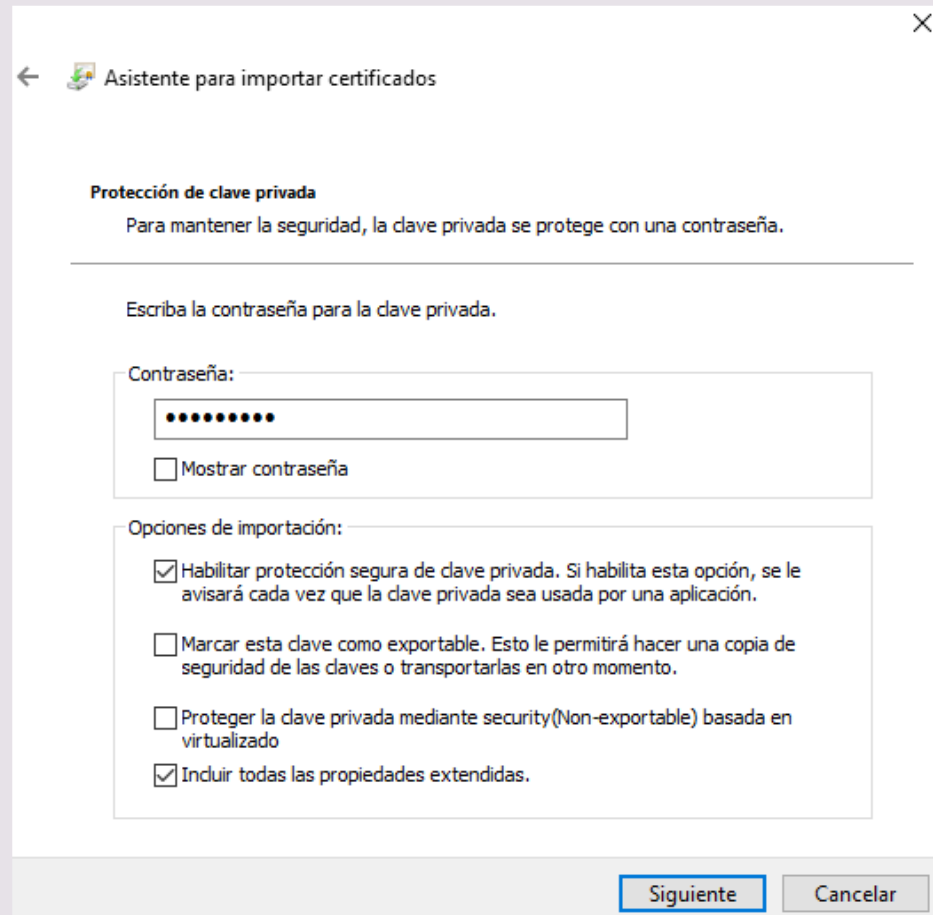 Asistente para importar certificados
Protección de clave privada
Para mantener la seguridad, la clave privada se protege con una contraseña.
Escriba la contraseña para la clave privada.
Contraseña:
•••••••••
Mostrar contraseña
Opciones de importación:
Habilitar protección segura de clave privada. Si habilita esta opción, se le
avisará cada vez que la clave privada sea usada por una aplicación.
Marcar esta clave como exportable. Esto le permitirá hacer una copia de
seguridad de las claves o transportarlas en otro momento.
Proteger la clave privada mediante security(Non-exportable) basada en
virtualizado
Incluir todas las propiedades extendidas.
Siguiente
Cancelar